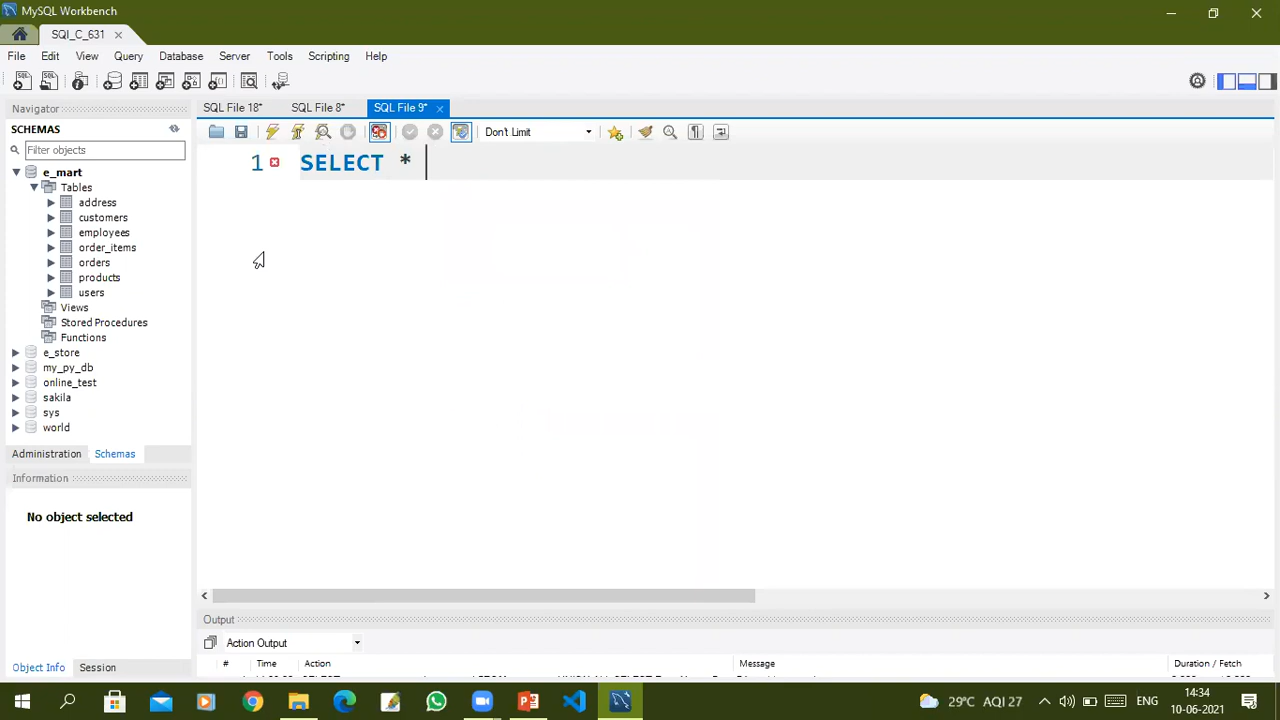 MySQL Workbench
SQl_C_631
File Edit View Query Database Server Tools Scripting Help
Navigator
SCHEMAS
Filter objects
e_mart
Tables
address
customers
employees
order_items
orders
products
users
Views
Stored Procedures
Functions
e_store
my_py_db
online_test
sakila
sys
world
Administration Schemas
Information
No object selected
Object Info Session
SQL File 18* SQL File 8* SQL File 9*
Don't Limit
1 SELECT *
Output
Action Output
# Time Action Message Duration / Fetch
29°C AQI 27
ENG
14:34
10-06-2021